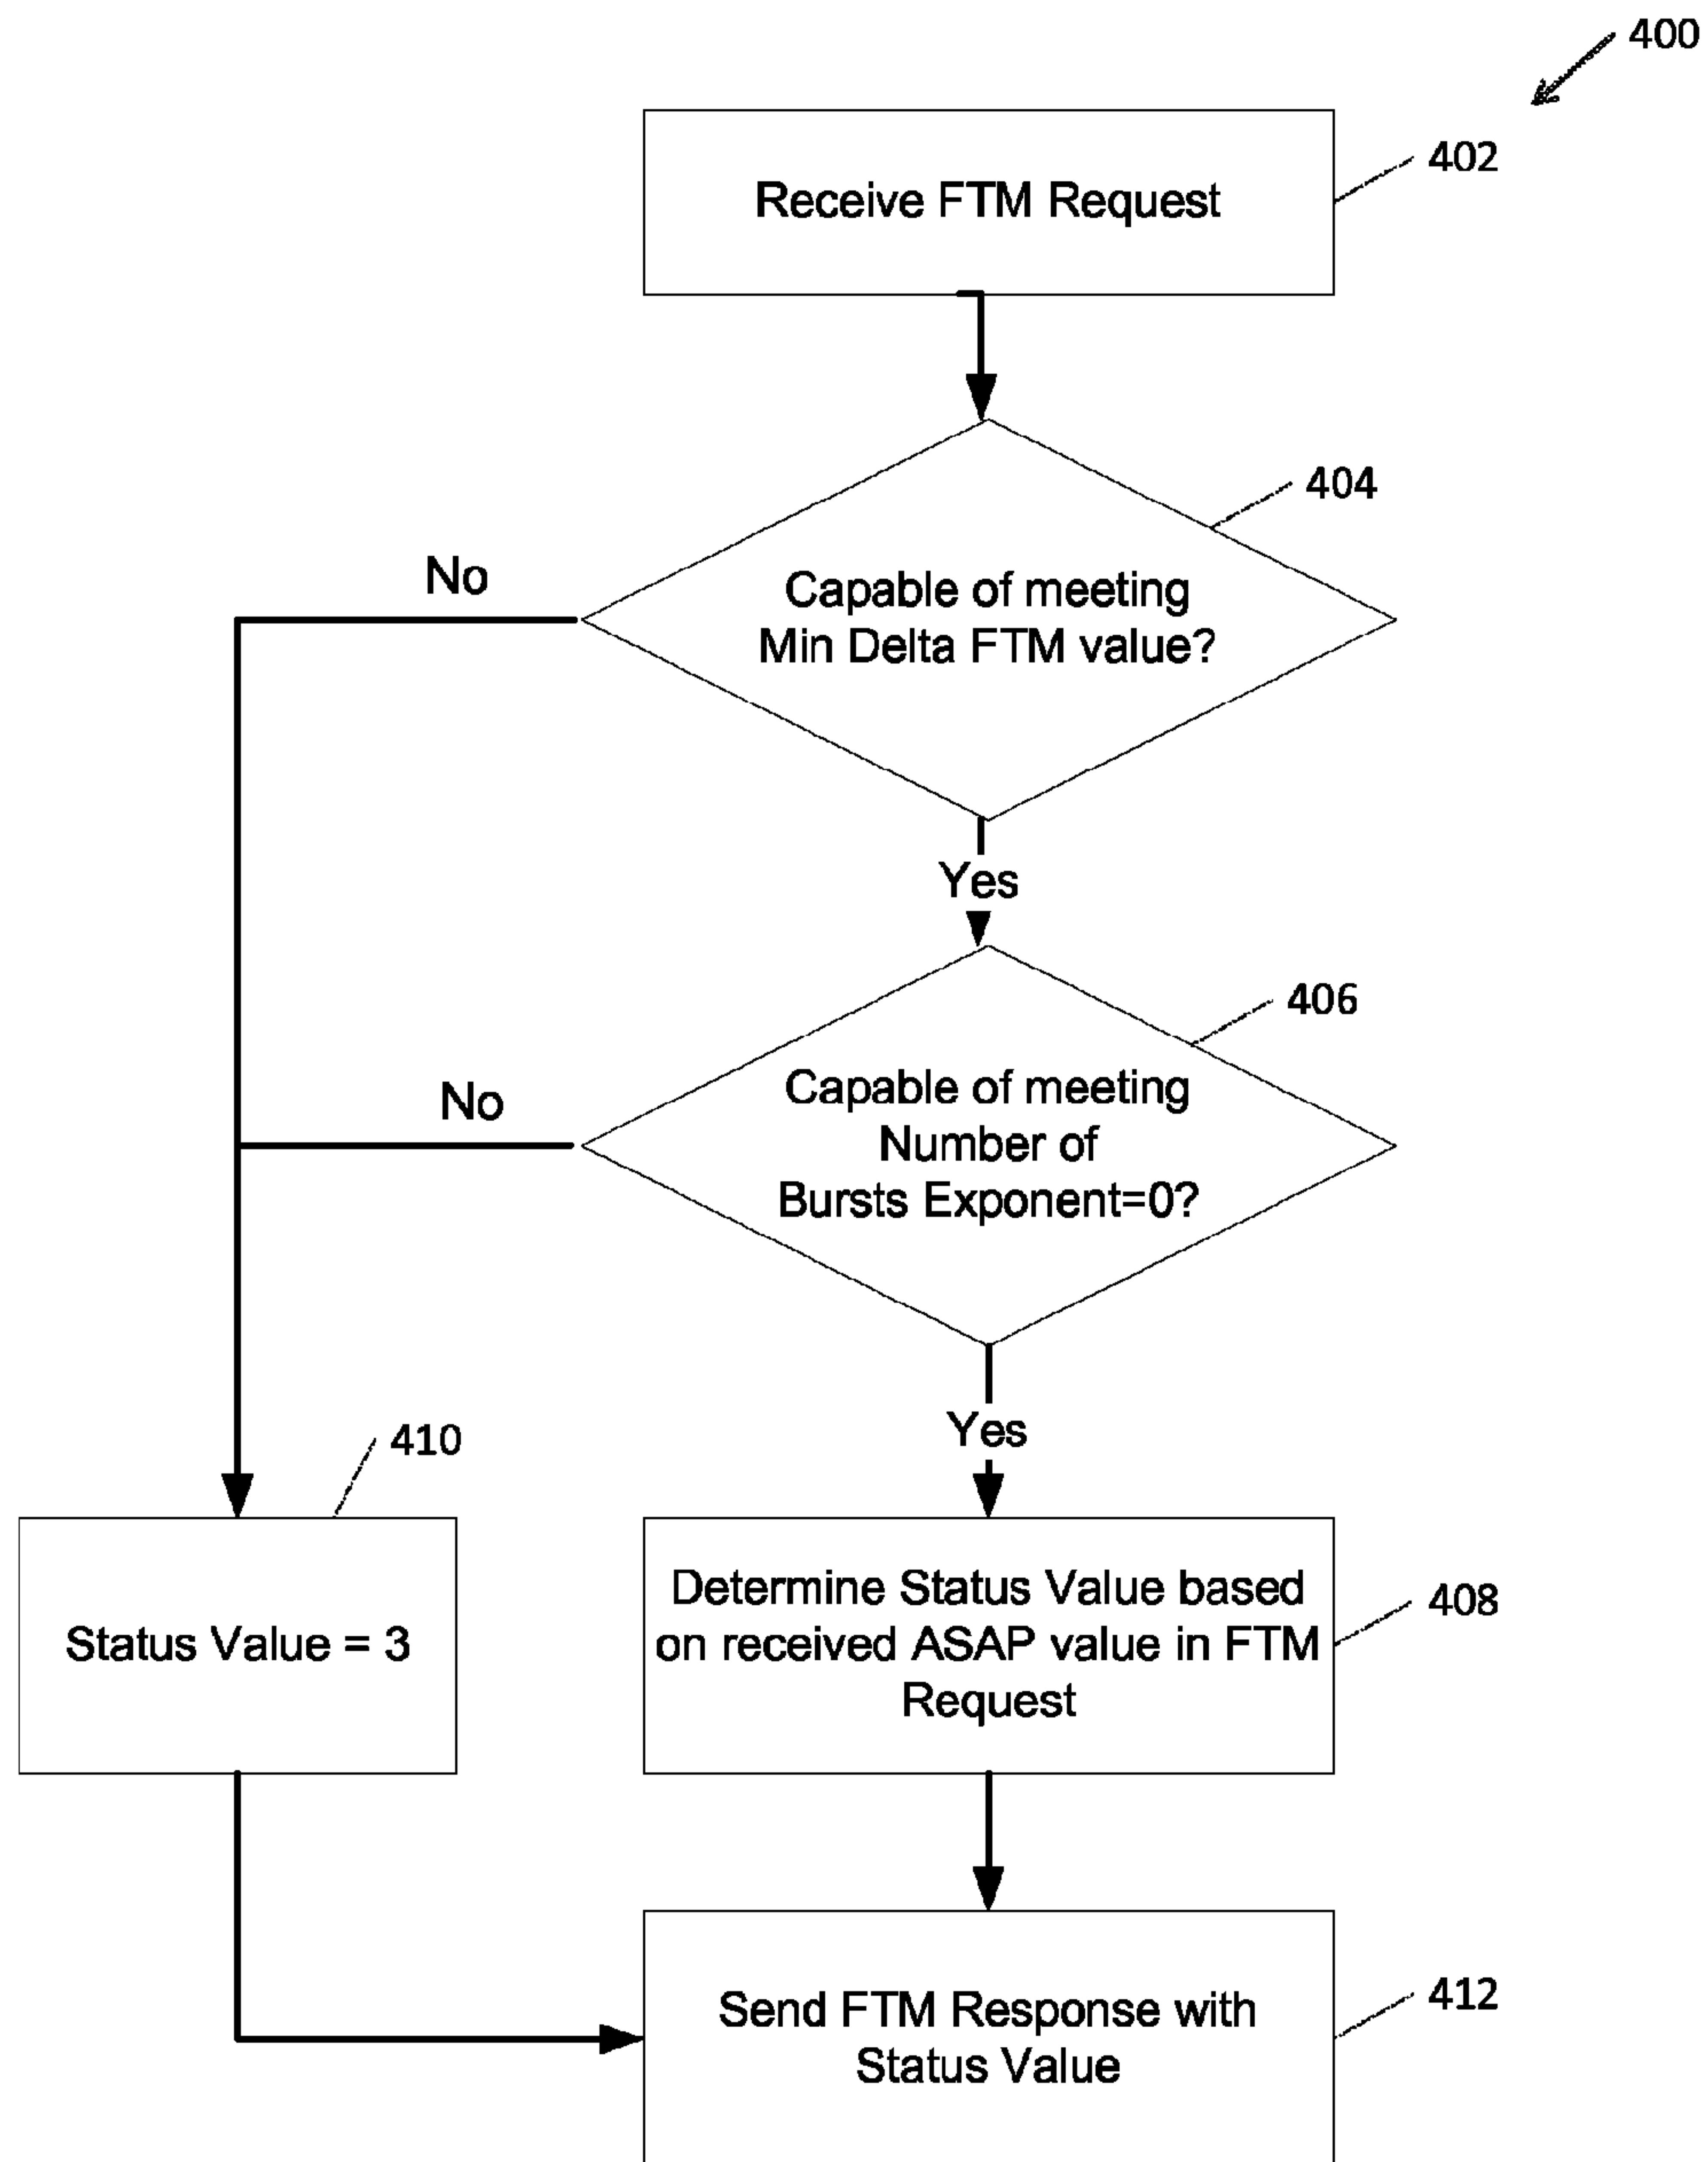 400
Receive FTM Request
402
404
Capable of meeting
Min Delta FTM value?
No
Yes
406
Capable of meeting
Number of
Bursts Exponent=0?
No
Yes
410
Status Value = 3
Determine Status Value based
on received ASAP value in FTM
Request
408
Send FTM Response with
Status Value
412